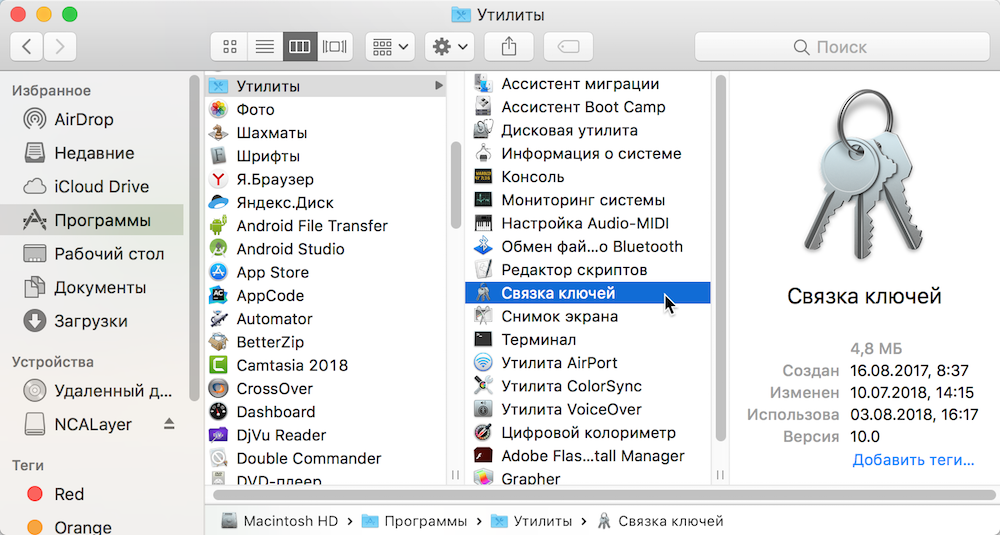 Утилиты
Поиск
Избранное
AirDrop
Недавние
iCloud Drive
Программы
Рабочий стол
Документы
Загрузки
Устройства
Удаленный д...
NCALayer
Теги
Red
Orange
Утилиты
Фото
Шахматы
Шрифты
Я.Браузер
Яндекс.Диск
Android File Transfer
Android Studio
App Store
AppCode
Automator
BetterZip
Camtasia 2018
CrossOver
Dashboard
DjVu Reader
Double Commander
DVD-плеер
Ассистент миграции
Ассистент Boot Camp
Дисковая утилита
Информация о системе
Консоль
Мониторинг системы
Настройка Audio-MIDI
Обмен фай...о Bluetooth
Редактор скриптов
Связка ключей
Снимок экрана
Терминал
Утилита AirPort
Утилита ColorSync
Утилита VoiceOver
Цифровой колориметр
Adobe Flas...tall Manager
Grapher
Связка ключей
4,8 МБ
Создан 16.08.2017, 8:37
Изменен 10.07.2018, 14:15
Использова 03.08.2018, 16:17
Версия 10.0
Добавить теги...
Macintosh HD › Программы › Утилиты › Связка ключей